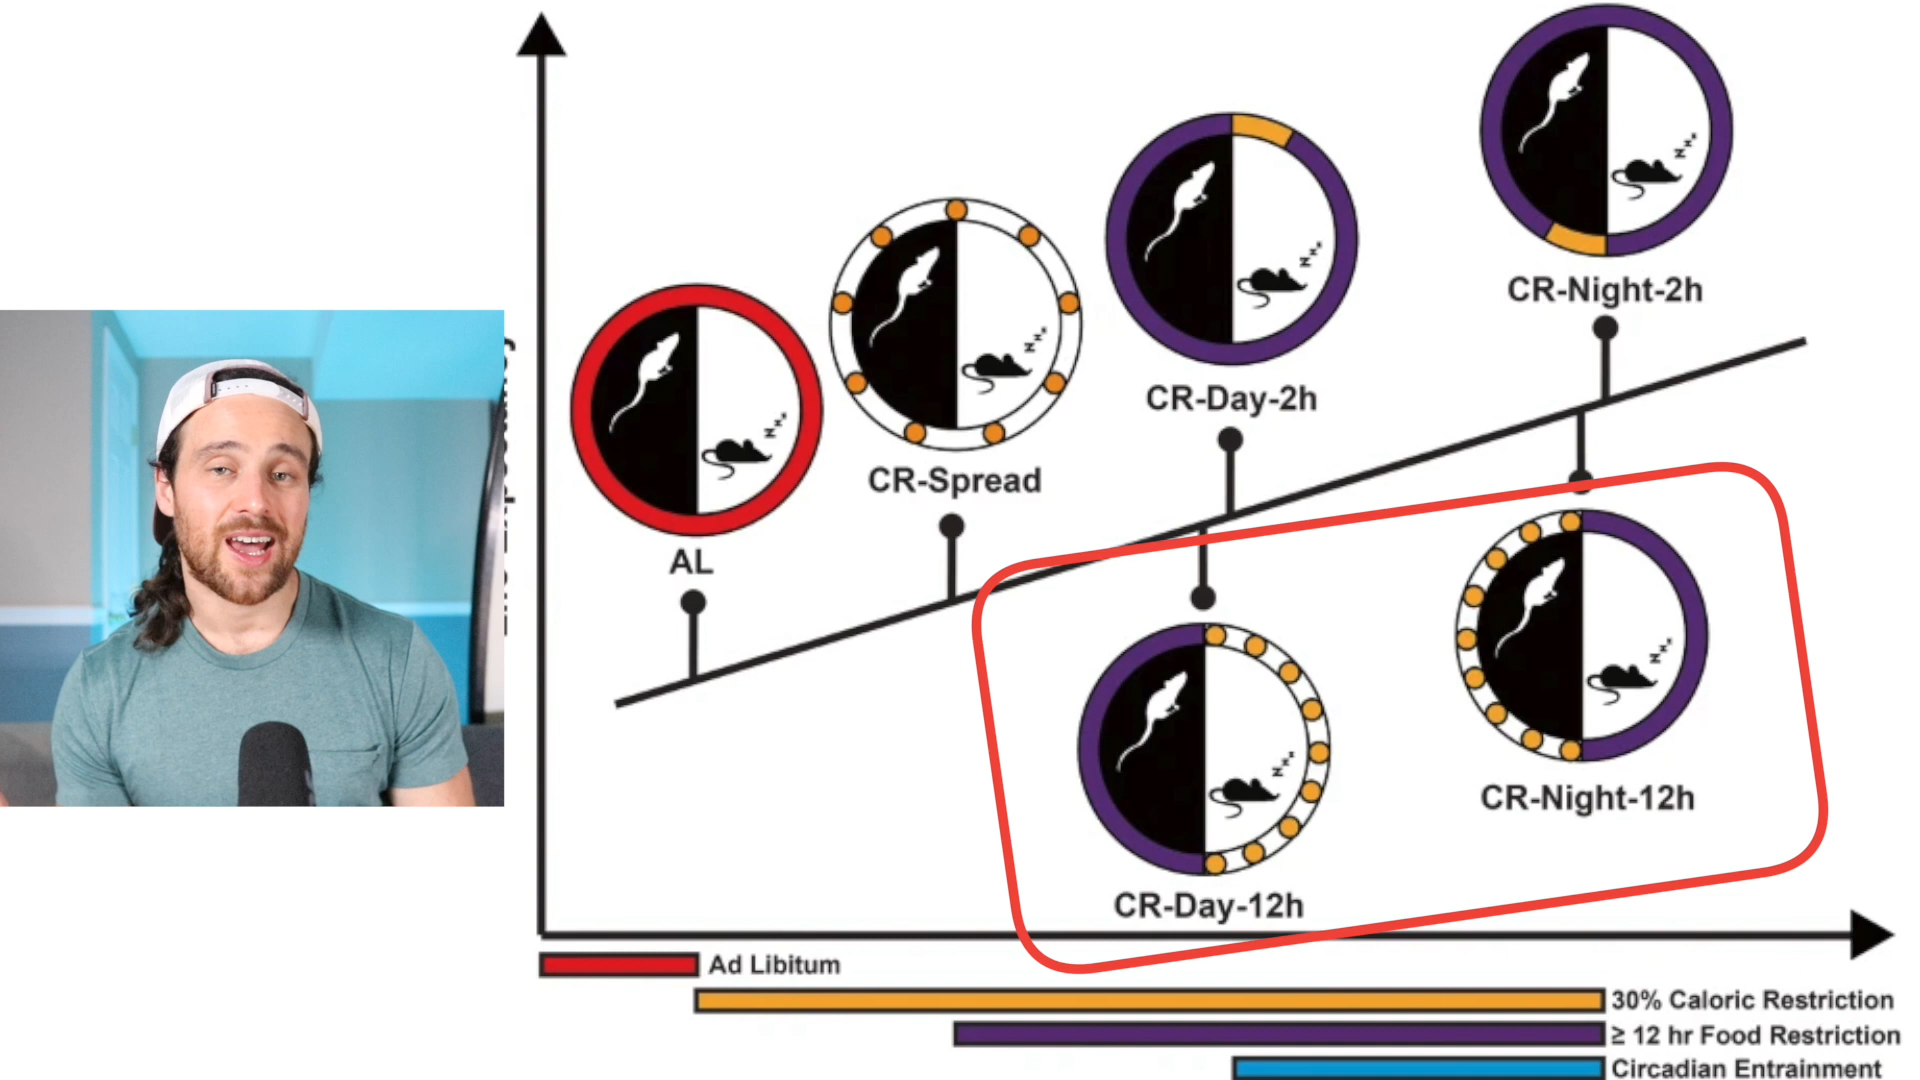 CR-Night-2h
CR-Day-2h
CR-Spread
AL
CR-Night-12h
CR-Day-12h
Ad Libitum
30% Caloric Restriction
≥ 12 hr Food Restriction
Circadian Entrainment
z z z
z z z
z z z
z z z
z z z
z z z